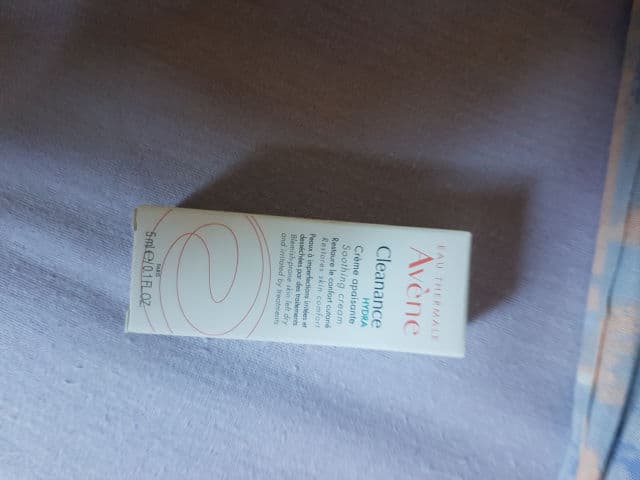 EAU THERMALE
Avène
Cleanance
HYDRA
Crème apaisante
Soothing cream
Restaure le confort cutané
Restores skin comfort
Peaux à imperfections irritées et
desséchées par des traitements
Blemish-prone skin left dry
and irritated by treatments
PARIS
5 ml ℮/0.1 FL.OZ